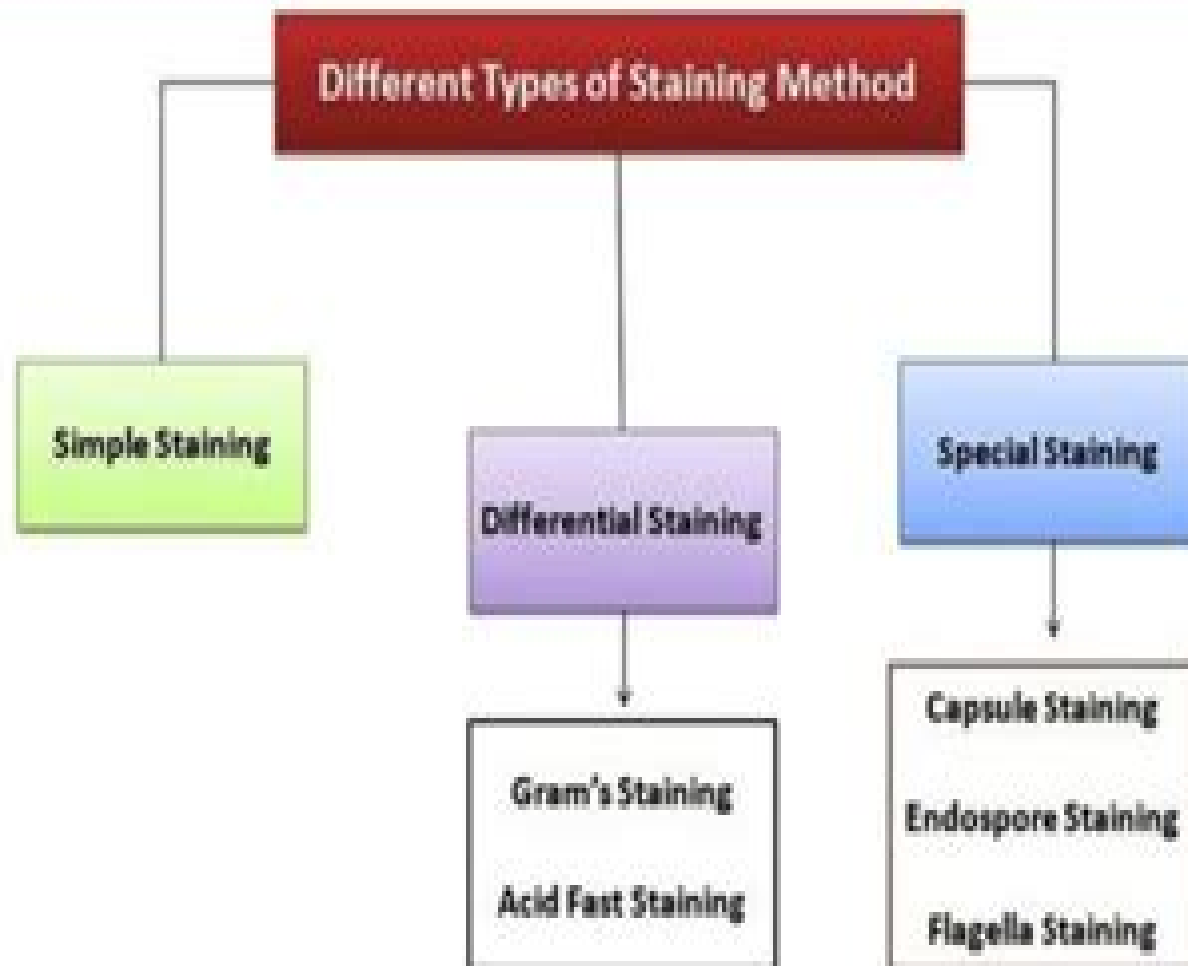 Different Types of Staining Method
Simple Staining
Differential Staining
Special Staining
Gram's Staining
Acid Fast Staining
Capsule Staining
Endospore Staining
Flagella Staining